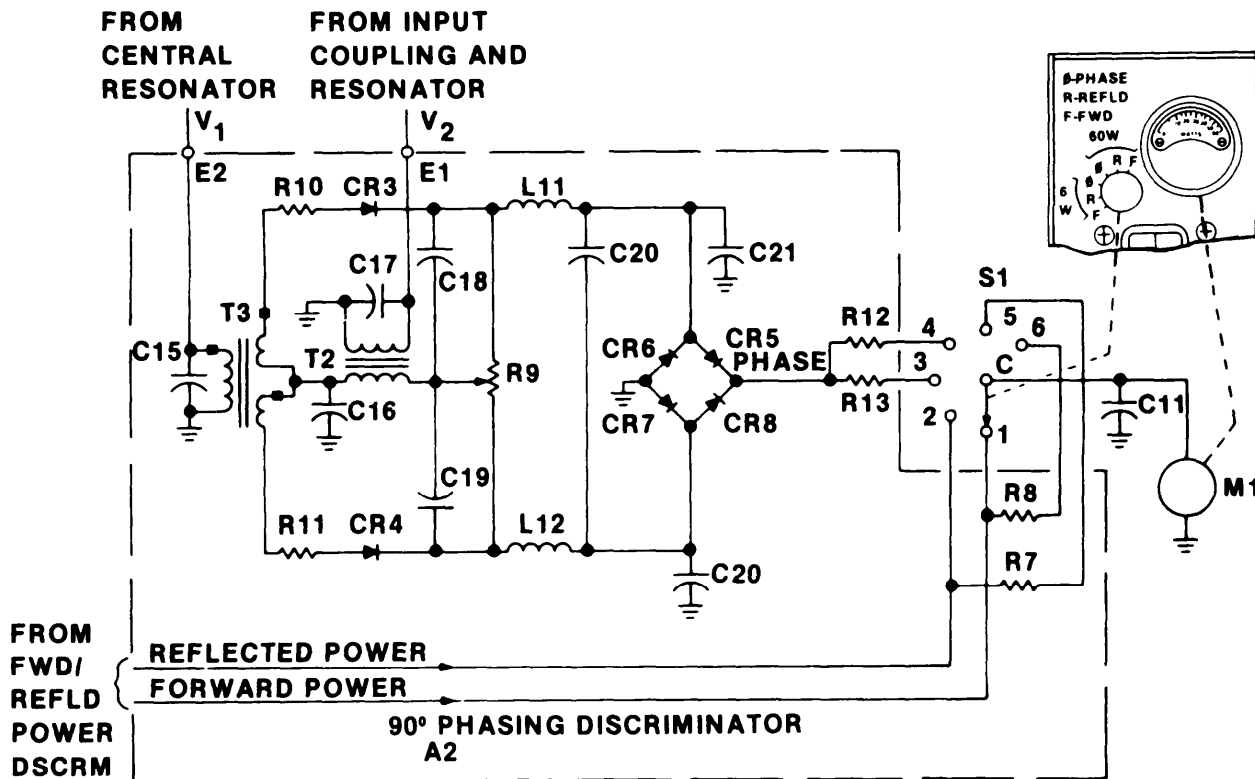 FROM
CENTRAL
RESONATOR
FROM INPUT
COUPLING AND
RESONATOR
V1
V2
E2
E1
R10
CR3
L11
C17
C18
C20
C21
T3
C15
T2
C16
R9
CR6
CR5
PHASE
CR7
CR8
C19
R11
CR4
L12
C20
R12
R13
S1
4
5
6
3
C
2
1
C11
M1
R8
R7
Ø-PHASE
R-REFLD
F-FWD
60W
Ø R F
6
W
Ø
R
F
WATTS
FROM
FWD/
REFLD
POWER
DSCRM
REFLECTED POWER
FORWARD POWER
90º PHASING DISCRIMINATOR
A2